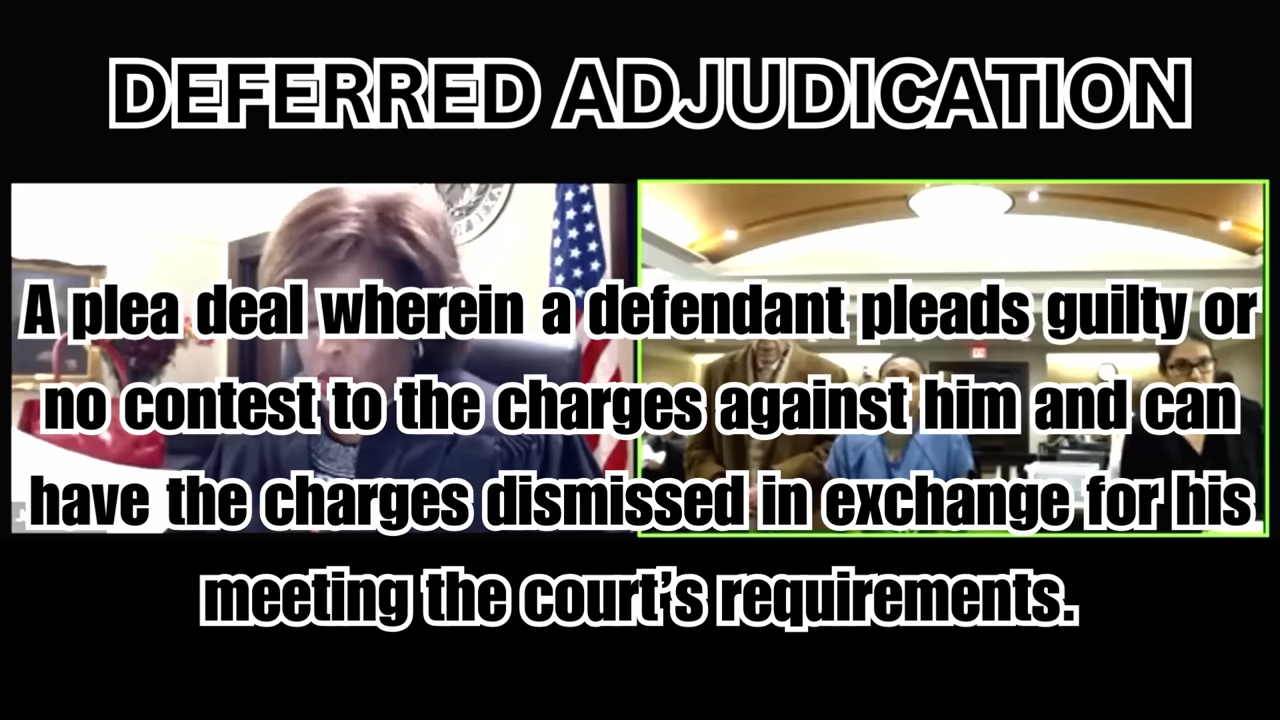 DEFERRED ADJUDICATION
A plea deal wherein a defendant pleads guilty or
no contest to the charges against him and can
have the charges dismissed in exchange for his
meeting the court's requirements.